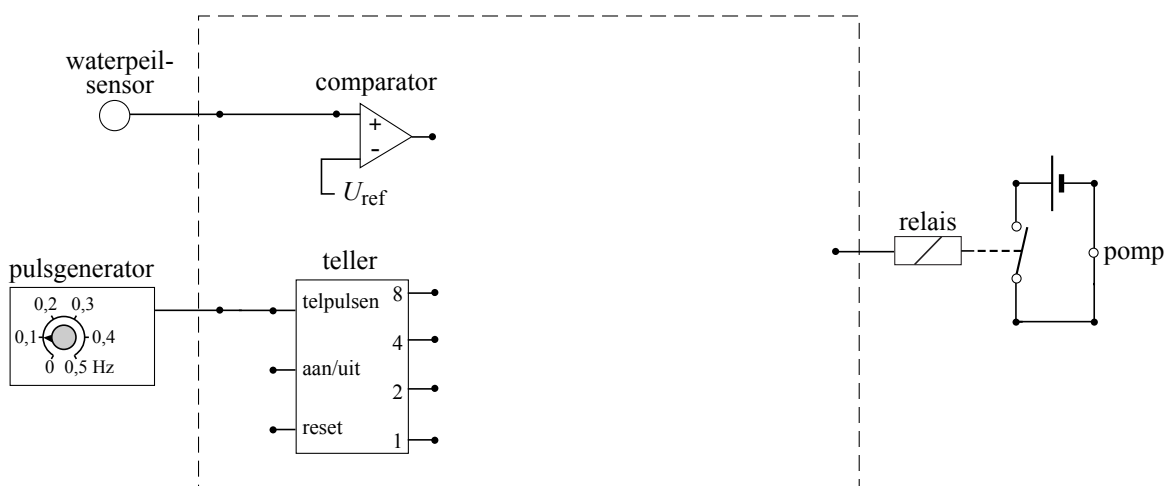 waterpeil-
sensor
comparator
+
-
Uref
relais
pomp
pulsgenerator
0,2 0,3
0,1 0,4
0 0,5 Hz
teller
telpulsen 8
4
aan/uit
2
reset
1